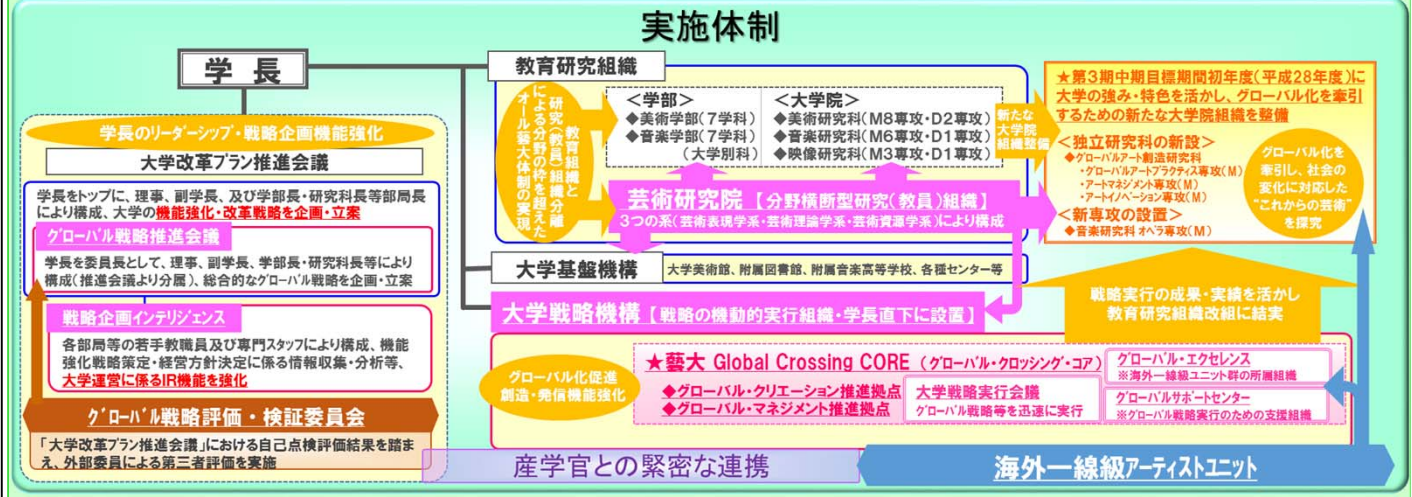 実施体制
学長
学長のリーダーシップ・戦略企画機能強化
大学改革プラン推進会議
学長をトップに、理事、副学長、及び学部長・研究科長等部局長
により構成、大学の機能強化・改革戦略を企画・立案
グローバル戦略推進会議
学長を委員長として、理事、副学長、学部長・研究科長等により
構成(推進会議より分属)、総合的なグローバル戦略を企画・立案
戦略企画インテリジェンス
各部局等の若手教職員及び専門スタッフにより構成、機能
強化戦略策定・経営方針決定に係る情報収集・分析等、
大学運営に係るIR機能を強化
グローバル戦略評価・検証委員会
「大学改革プラン推進会議」における自己点検評価結果を踏ま
え、外部委員による第三者評価を実施
教育研究組織
教育組織と
研究(教員)組織分離
による分野の枠を超えた
オール藝大体制の実現
<学部>
◆美術学部(7学科)
◆音楽学部(7学科)
(大学別科)
<大学院>
◆美術研究科(M8専攻・D2専攻)
◆音楽研究科(M6専攻・D1専攻)
◆映像研究科(M3専攻・D1専攻)
新たな
大学院
組織整備
芸術研究院【分野横断型研究(教員)組織】
3つの系(芸術表現学系・芸術理論学系・芸術資源学系)により構成
大学基盤機構
大学美術館、附属図書館、附属音楽高等学校、各種センター等
大学戦略機構【戦略の機動的実行組織・学長直下に設置】
★第3期中期目標期間初年度(平成28年度)に
大学の強み・特色を活かし、グローバル化を牽引
するための新たな大学院組織を整備
<独立研究科の新設>
◆グローバルアート創造研究科
・グローバルアートプラクティス専攻(M)
・アートマネジメント専攻(M)
・アートイノベーション専攻(M)
<新専攻の設置>
◆音楽研究科 オペラ専攻(M)
グローバル化を
牽引し、社会の
変化に対応した
“これからの芸術”
を探究
戦略実行の成果・実績を活かし
教育研究組織改組に結実
グローバル化促進
創造・発信機能強化
★藝大 Global Crossing CORE (グローバル・クロッシング・コア)
◆グローバル・クリエーション推進拠点
◆グローバル・マネジメント推進拠点
大学戦略実行会議
グローバル戦略等を迅速に実行
グローバル・エクセレンス
※海外一線級ユニット群の所属組織
グローバルサポートセンター
※グローバル戦略実行のための支援組織
産学官との緊密な連携
海外一線級アーティストユニット